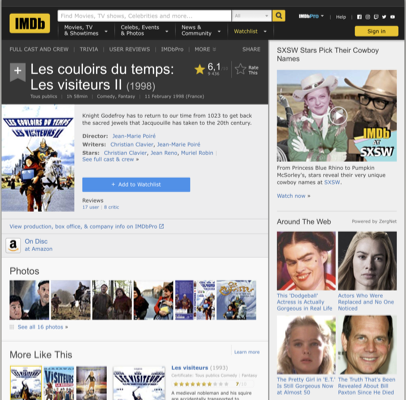 IMDb
Find Movies, TV shows, Celebrities and more...
All
IMDbPro
Help
Movies, TV
& Showtimes
Celebs, Events
& Photos
News &
Community
Watchlist
Sign in
FULL CAST AND CREW | TRIVIA | USER REVIEWS | IMDbPro | MORE
SHARE
Les couloirs du temps:
Les visiteurs II (1998)
6,1
Rate
This
Tous publics | 1h 58min | Comedy, Fantasy | 11 February 1998 (France)
Knight Godefroy has to return to our time from 1023 to get back
the sacred jewels that Jacquouille has taken to the 20th century.
Director: Jean-Marie Poiré
Writers: Christian Clavier, Jean-Marie Poiré
Stars: Christian Clavier, Jean Reno, Muriel Robin |
See full cast & crew »
+ Add to Watchlist
Reviews
17 user | 8 critic
View production, box office, & company info on IMDbPro
a
On Disc
at Amazon
Photos
See all 16 photos »
More Like This
Learn more
Les visiteurs (1993)
Certificate: Tous publics Comedy | Fantasy
A medieval nobleman and his squire
are accidentally transported to
SXSW Stars Pick Their Cowboy
Names
IMDb
at
SXSW
From Princess Blue Rhino to Pumpkin
McSorley's, stars reveal their very unique
cowboy names at SXSW.
Watch now »
Around The Web
Powered by ZergNet
This 'Dodgeball'
Actress is Actually
Gorgeous in Real Life
Actors Who Were
Replaced and No One
Noticed
The Pretty Girl in 'E.T.'
Is Still Gorgeous Now
at Almost 50
The Truth That's Been
Revealed About Bill
Paxton Since He Died